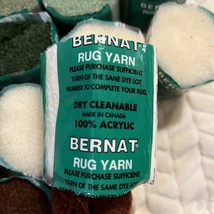 BERNAT
RUG YARN
PLEASE PURCHASE SUFFICIENT
YARN OF THE SAME DYE LOT
NUMBER TO COMPLETE YOUR RUG.
DRY CLEANABLE
MADE IN CANADA
100% ACRYLIC
BERNAT
RUG YARN
PLEASE PURCHASE SUFFICIENT
YARN OF THE SAME DYE LOT